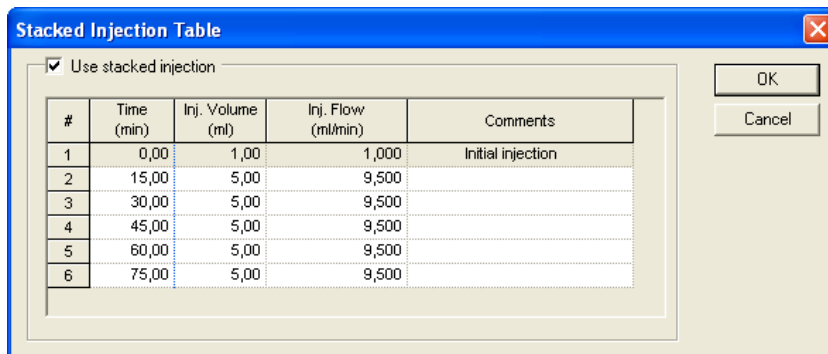 Stacked Injection Table
Use stacked injection
OK
Cancel
# Time (min) Inj. Volume (ml) Inj. Flow (ml/min) Comments
1 0,00 1,00 1,000 Initial injection
2 15,00 5,00 9,500
3 30,00 5,00 9,500
4 45,00 5,00 9,500
5 60,00 5,00 9,500
6 75,00 5,00 9,500